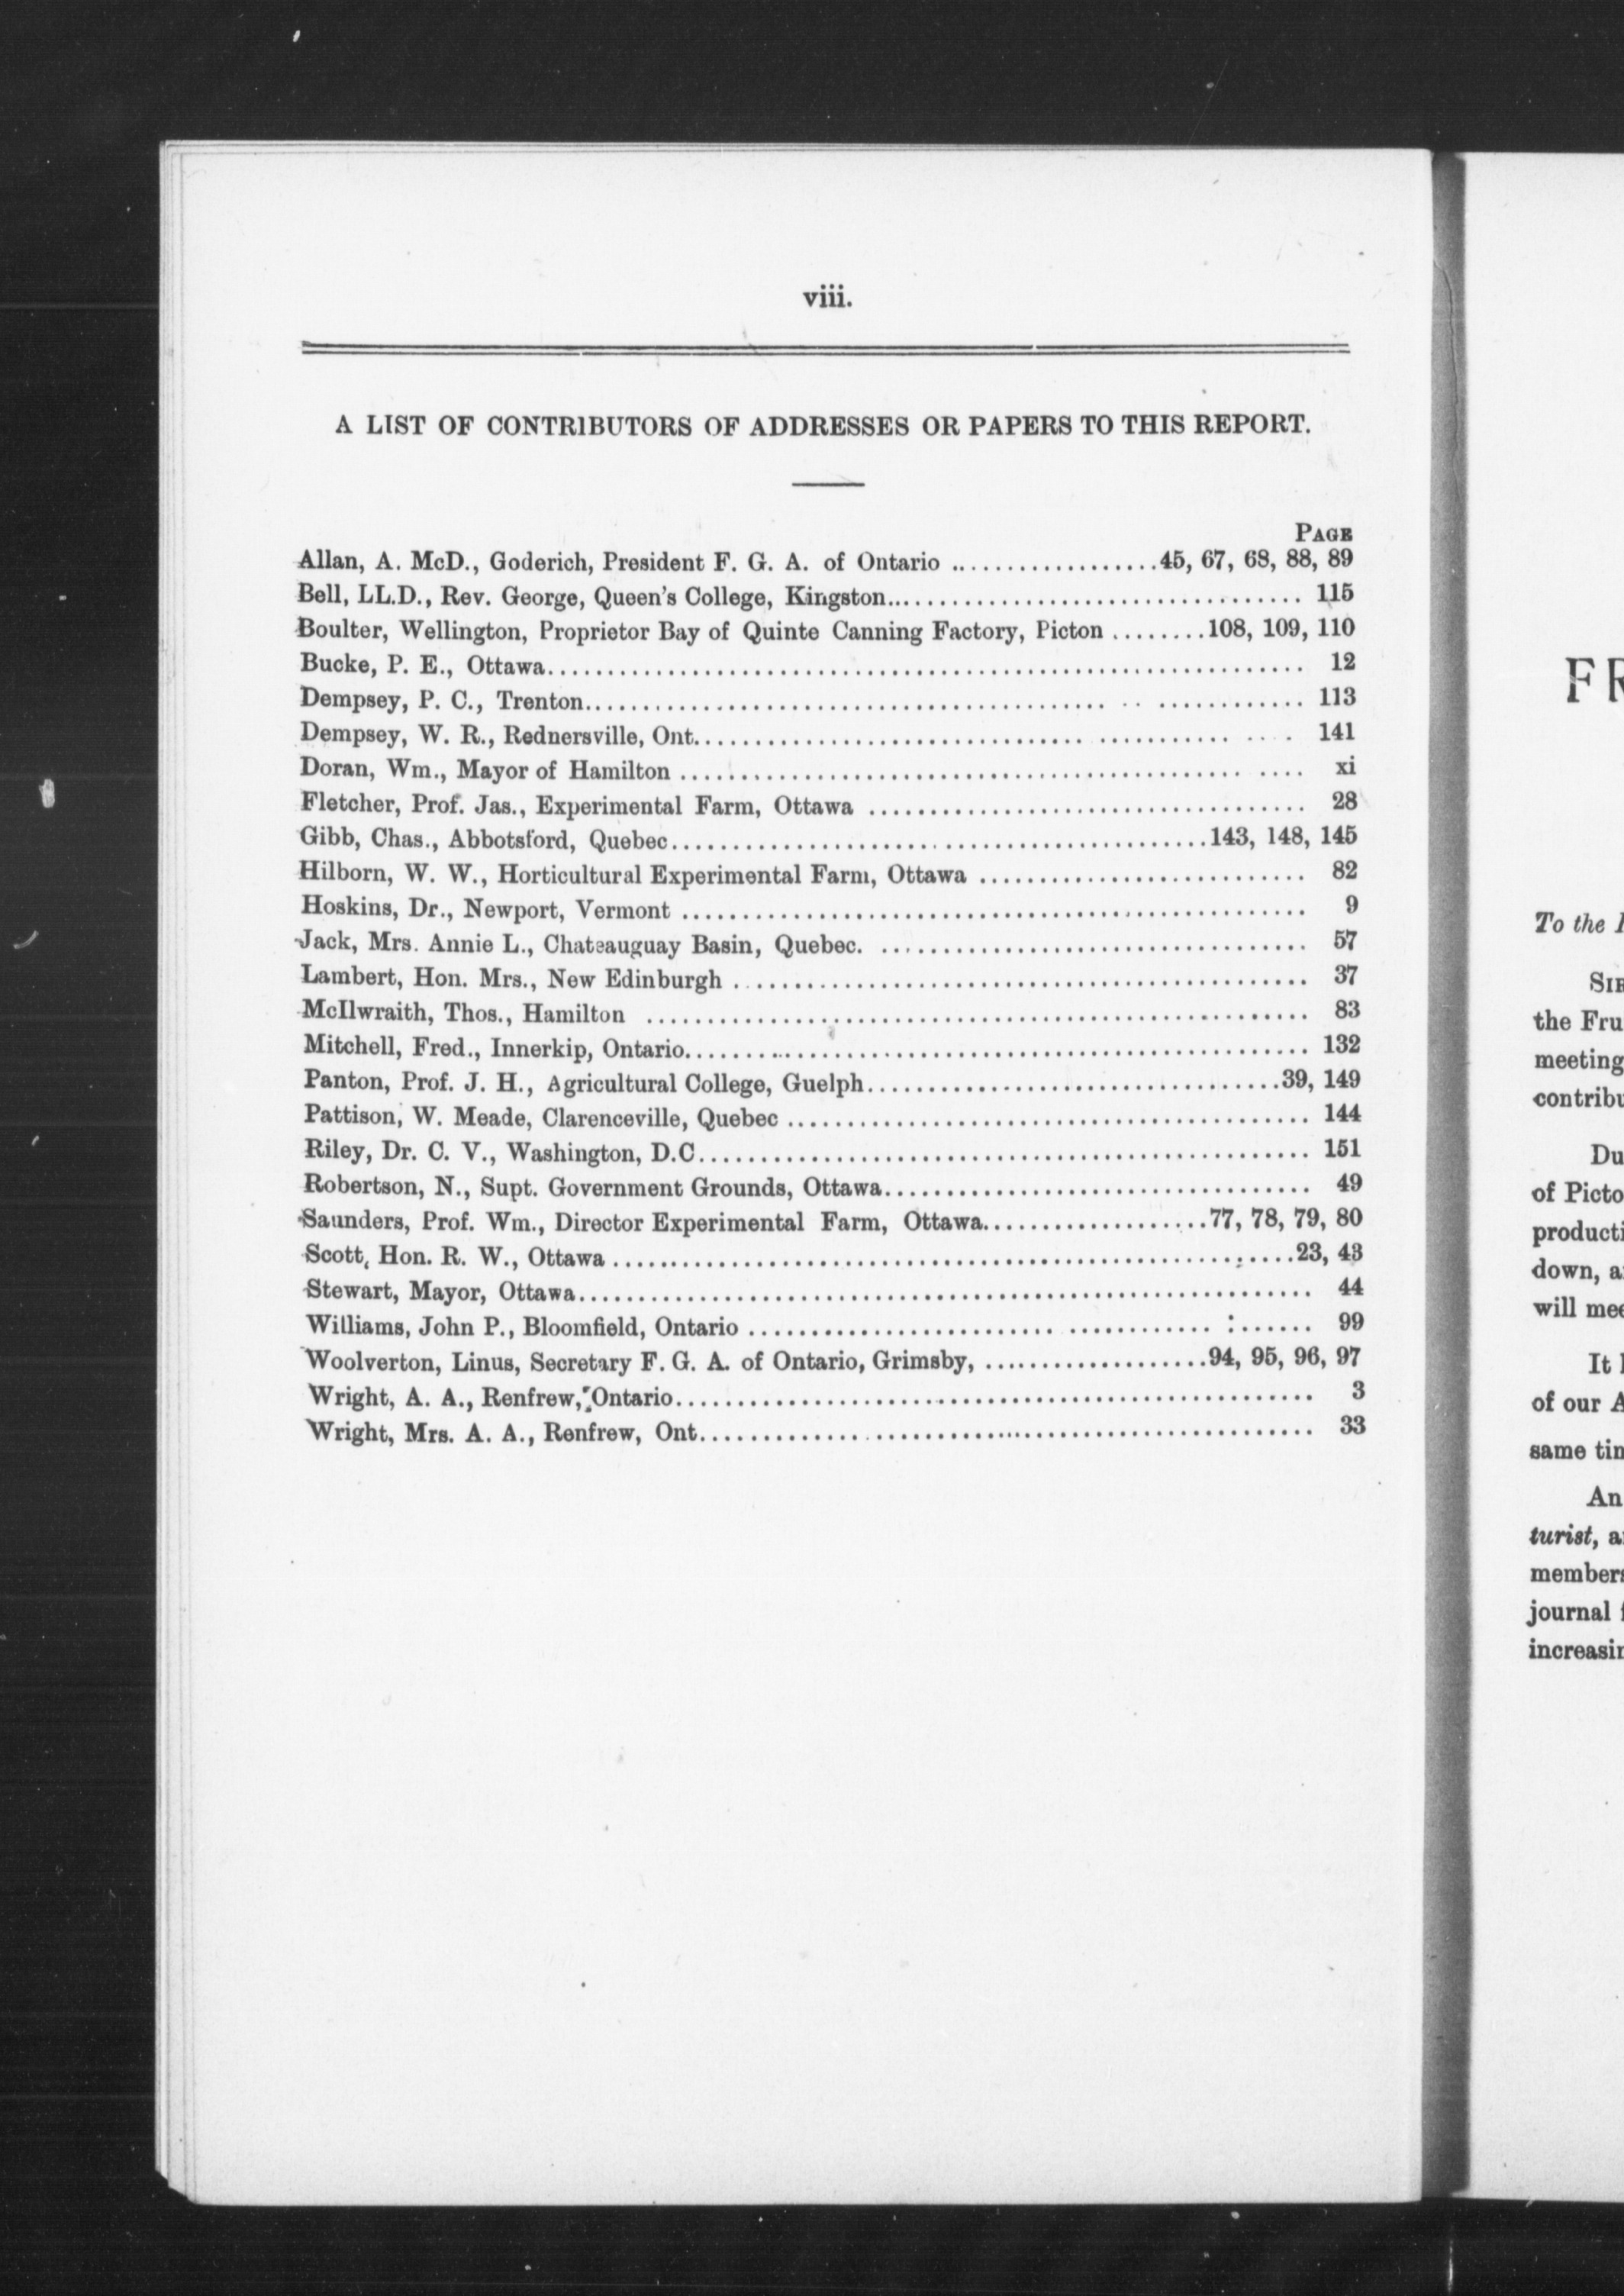 viii.
A LIST OF CONTRIBUTORS OF ADDRESSES OR PAPERS TO THIS REPORT.
PAGE
Allan, A. McD., Goderich, President F. G. A. of Ontario ....................45, 67, 68, 88, 89
Bell, LL.D., Rev. George, Queen's College, Kingston.................................... 115
Boulter, Wellington, Proprietor Bay of Quinte Canning Factory, Picton ........108, 109, 110
Bucke, P. E., Ottawa................................................................ 12
Dempsey, P. C., Trenton............................................................ 113
Dempsey, W. R., Rednersville, Ont.................................................. 141
Doran, Wm., Mayor of Hamilton .................................................... xi
Fletcher, Prof. Jas., Experimental Farm, Ottawa .................................... 28
Gibb, Chas., Abbotsford, Quebec.............................................143, 148, 145
Hilborn, W. W., Horticultural Experimental Farm, Ottawa ........................... 82
Hoskins, Dr., Newport, Vermont .................................................... 9
Jack, Mrs. Annie L., Chateauguay Basin, Quebec. ................................... 57
Lambert, Hon. Mrs., New Edinburgh ................................................ 37
McIlwraith, Thos., Hamilton ....................................................... 83
Mitchell, Fred., Innerkip, Ontario.................................................... 132
Panton, Prof. J. H., Agricultural College, Guelph..................................39, 149
Pattison, W. Meade, Clarenceville, Quebec ........................................... 144
Riley, Dr. C. V., Washington, D.C................................................... 151
Robertson, N., Supt. Government Grounds, Ottawa................................... 49
Saunders, Prof. Wm., Director Experimental Farm, Ottawa...................77, 78, 79, 80
Scott, Hon. R. W., Ottawa ........................................................23, 43
Stewart, Mayor, Ottawa............................................................. 44
Williams, John P., Bloomfield, Ontario .............................................. 99
Woolverton, Linus, Secretary F. G. A. of Ontario, Grimsby, ...................94, 95, 96, 97
Wright, A. A., Renfrew, Ontario..................................................... 3
Wright, Mrs. A. A., Renfrew, Ont................................................... 33
FR
To the
SIR
the Fru
meeting
contribu
Du
of Picto
producti
down, a
will mee
It
of our A
same tin
An
turist, a
members
journal
increasin